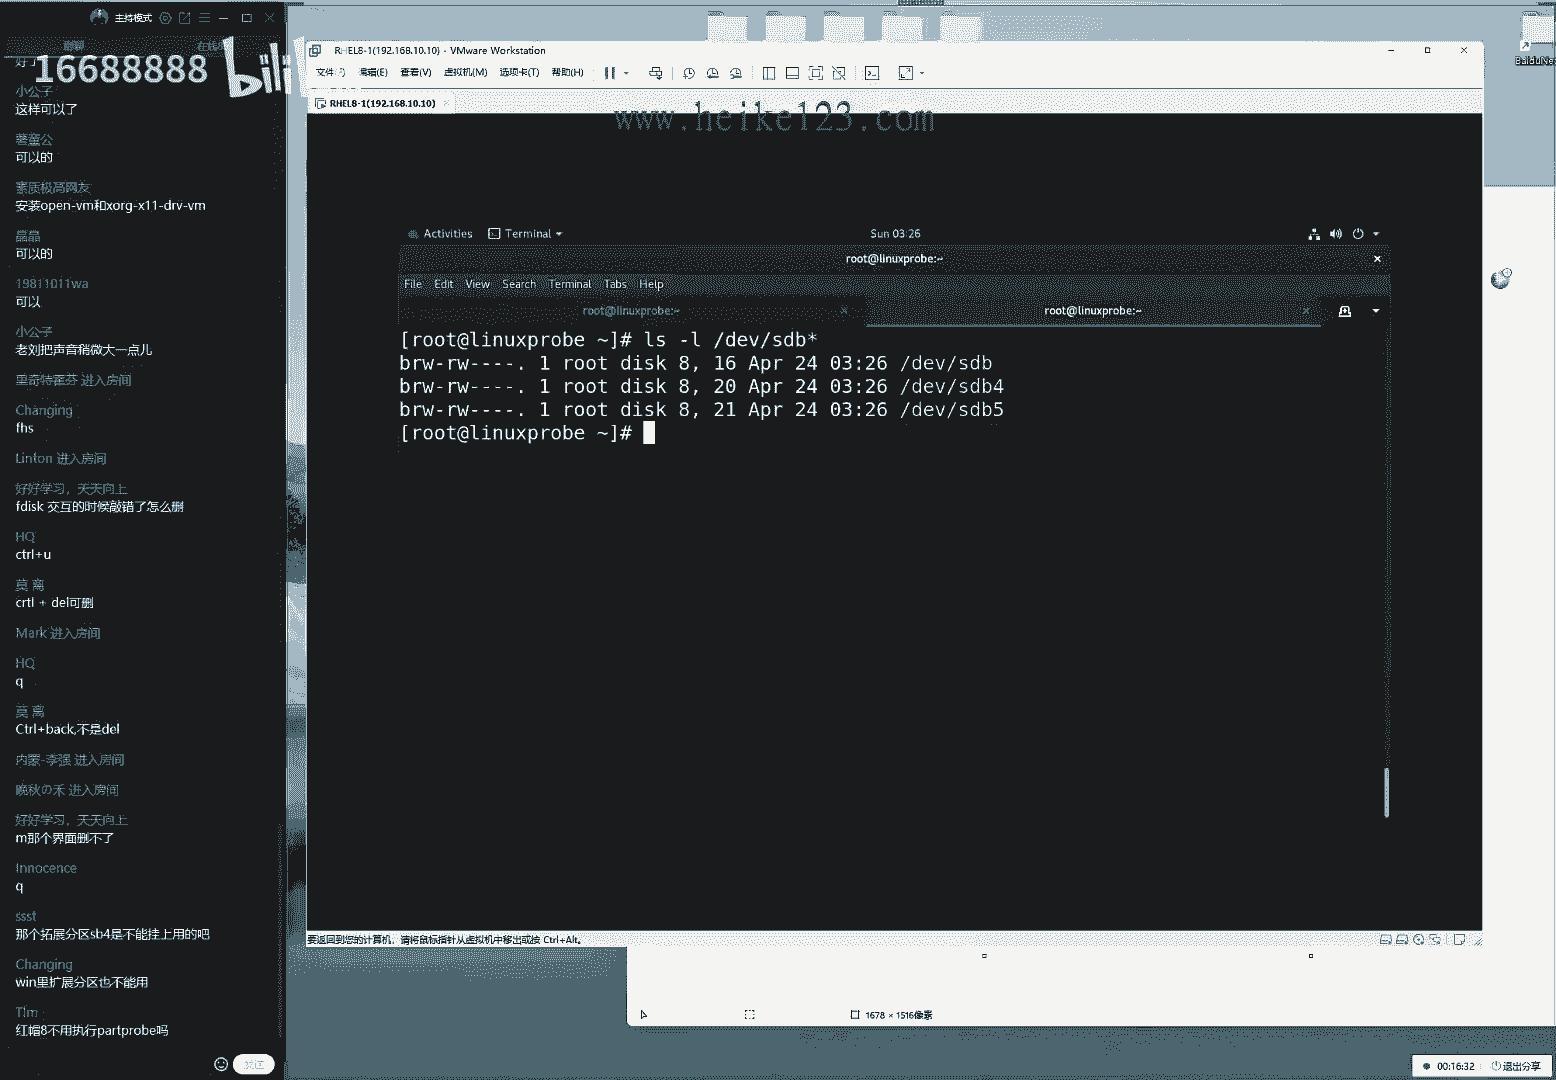 主持模式
16688888 bili
好了
小公子
这样可以了
薯童公
可以的
素质极高网友
安装open-vm和xorg-x11-drv-vm
晶晶
可以的
19811011wa
可以
小公子
老刘把声音稍微大一点儿
里奇特霍芬 进入房间
Changing
fhs
Linton 进入房间
好好学习，天天向上
fdisk 交互的时候敲错了怎么删
HQ
ctrl+u
莫 离
crtl + del可删
Mark 进入房间
HQ
q
莫 离
Ctrl+back,不是del
内蒙-李强 进入房间
晚秋の禾 进入房间
好好学习，天天向上
m那个界面删不了
Innocence
q
ssst
那个拓展分区sb4是不能挂上用的吧
Changing
win里扩展分区也不能用
Tim
红帽8不用执行partprobe吗
发送
RHEL8-1(192.168.10.10) - VMware Workstation
文件(F) 编辑(E) 查看(V) 虚拟机(M) 选项卡(T) 帮助(H)
RHEL8-1(192.168.10.10)
www.heike123.com
Activities Terminal Sun 03:26
root@linuxprobe:~
File Edit View Search Terminal Tabs Help
root@linuxprobe:~ root@linuxprobe:~
[root@linuxprobe ~]# ls -l /dev/sdb*
brw-rw----. 1 root disk 8, 16 Apr 24 03:26 /dev/sdb
brw-rw----. 1 root disk 8, 20 Apr 24 03:26 /dev/sdb4
brw-rw----. 1 root disk 8, 21 Apr 24 03:26 /dev/sdb5
[root@linuxprobe ~]#
要返回到您的计算机，请将鼠标指针从虚拟机中移出或按 Ctrl+Alt。
1678 × 1516像素
BaiduNe
00:16:32 退出分享